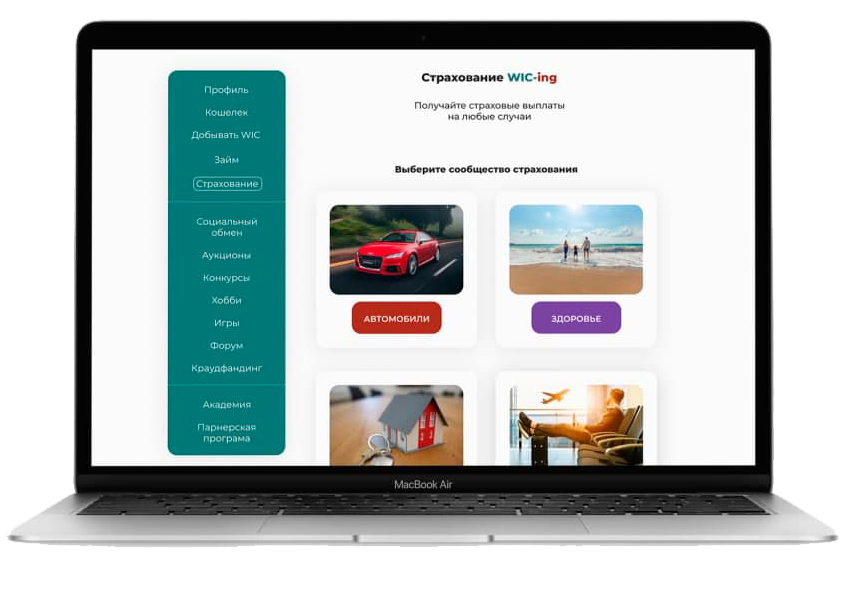 Профиль
Кошелек
Добывать WIC
Займ
Страхование
Социальный
обмен
Аукционы
Конкурсы
Хобби
Игры
Форум
Краудфандинг
Академия
Парнерская
програма
Страхование WIC-ing
Получайте страховые выплаты
на любые случаи
Выберите сообщество страхования
АВТОМОБИЛИ
ЗДОРОВЬЕ
MacBook Air